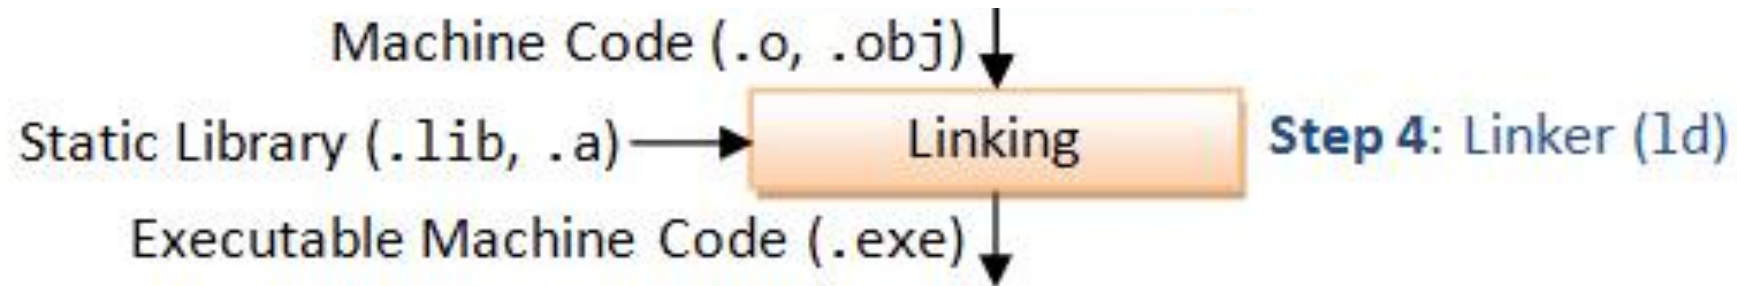 Machine Code (.o, .obj)
Static Library (.lib, .a)
Linking
Step 4: Linker (ld)
Executable Machine Code (.exe)